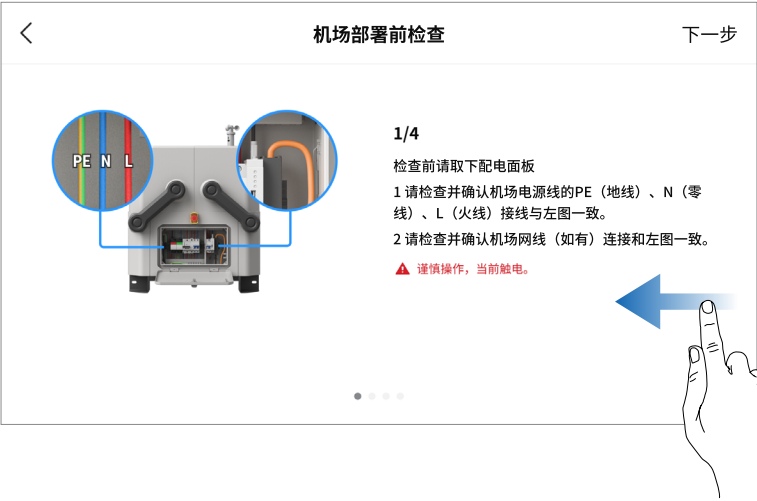 机场部署前检查
下一步
PE N L
1/4
检查前请取下配电面板
1 请检查并确认机场电源线的PE（地线）、N（零
线）、L（火线）接线与左图一致。
2 请检查并确认机场网线（如有）连接和左图一致。
谨慎操作，当前触电。